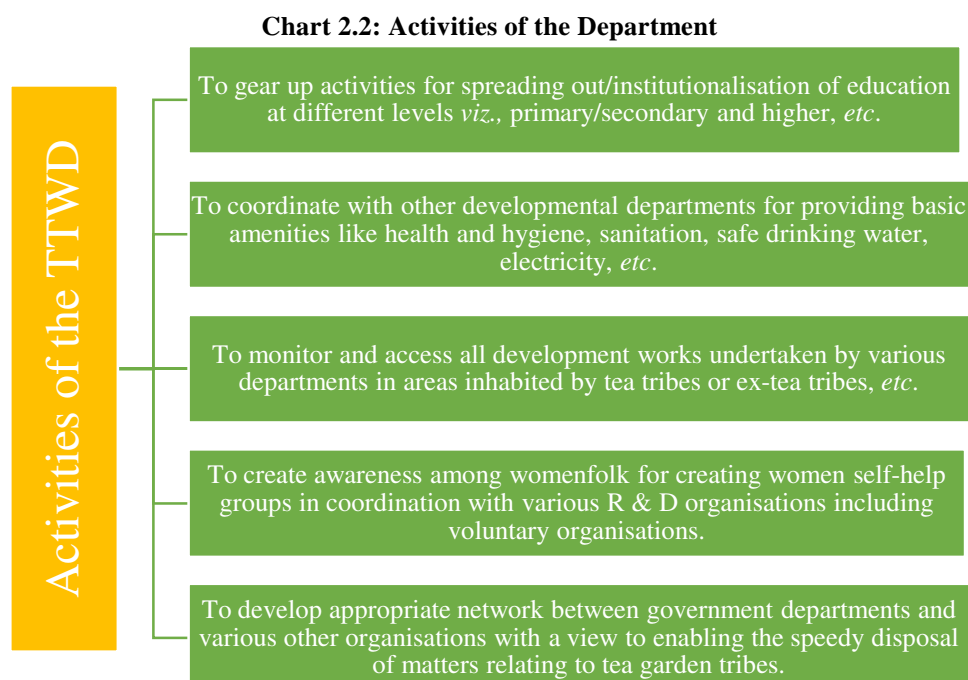 Chart 2.2: Activities of the Department
Activities of the TTWD
To gear up activities for spreading out/institutionalisation of education
at different levels viz., primary/secondary and higher, etc.
To coordinate with other developmental departments for providing basic
amenities like health and hygiene, sanitation, safe drinking water,
electricity, etc.
To monitor and access all development works undertaken by various
departments in areas inhabited by tea tribes or ex-tea tribes, etc.
To create awareness among womenfolk for creating women self-help
groups in coordination with various R & D organisations including
voluntary organisations.
To develop appropriate network between government departments and
various other organisations with a view to enabling the speedy disposal
of matters relating to tea garden tribes.